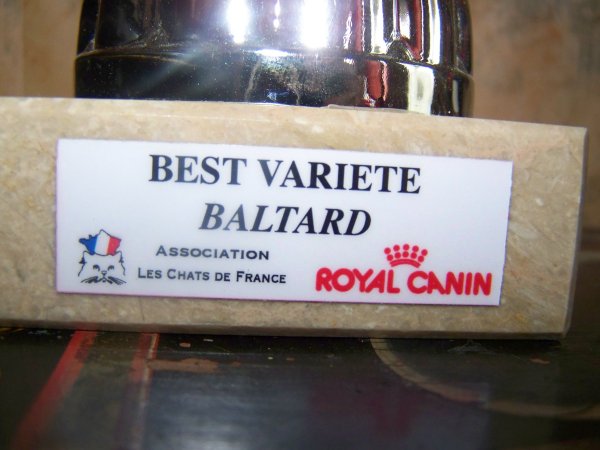 BEST VARIETE
BALTARD
ASSOCIATION
LES CHATS DE FRANCE
ROYAL CANIN